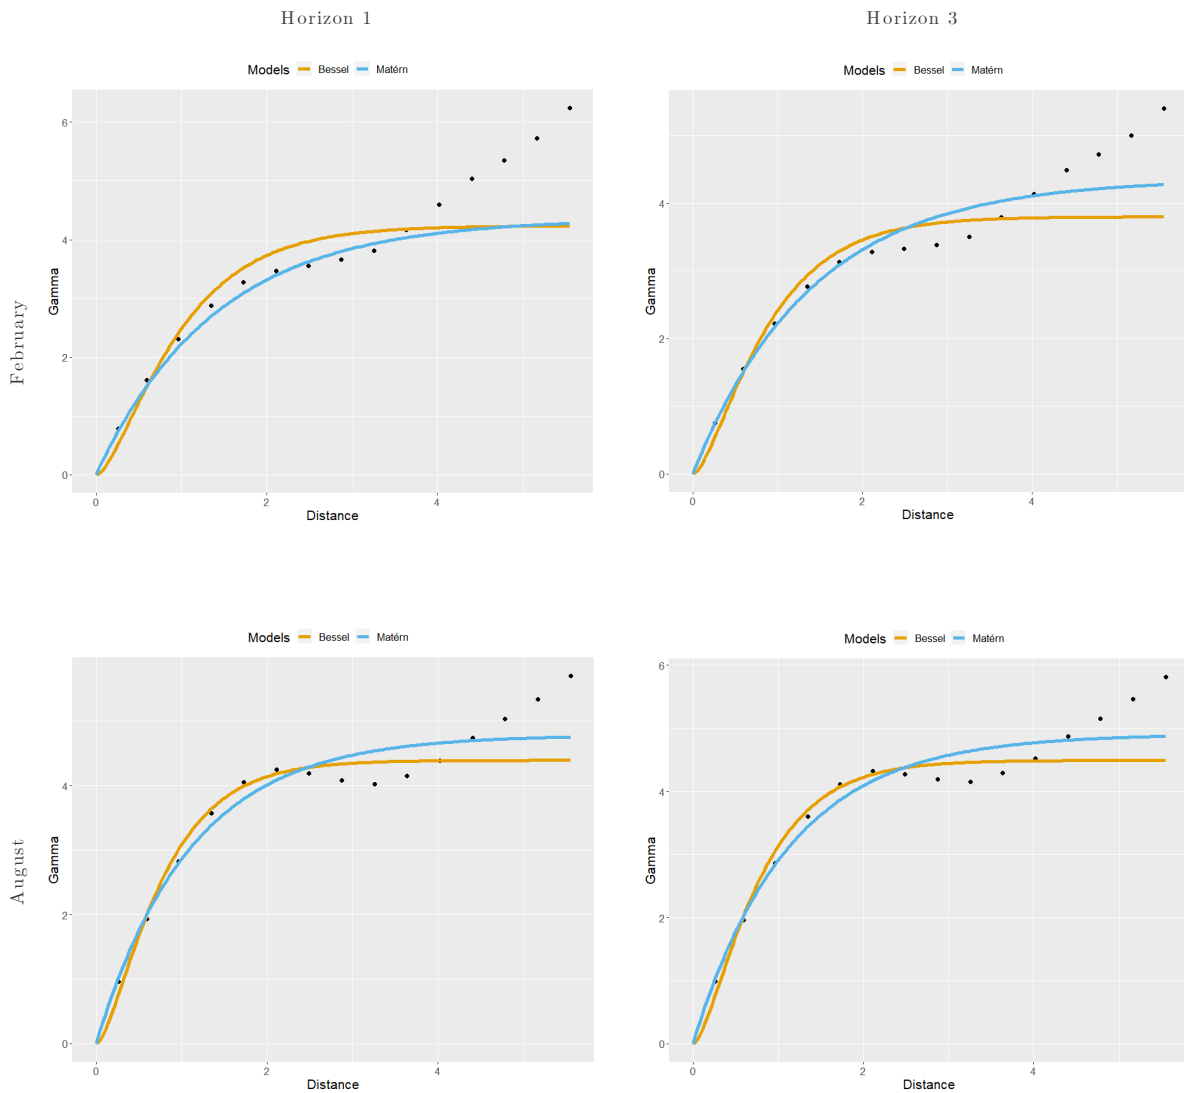 Horizon 1
Horizon 3
Models Bessel Matérn
Models Bessel Matérn
February
Gamma
6
4
2
0
0 2 4
Distance
Gamma
4
2
0
0 2 4
Distance
Models Bessel Matérn
Models Bessel Matérn
August
Gamma
4
2
0
0 2 4
Distance
Gamma
6
4
2
0
0 2 4
Distance